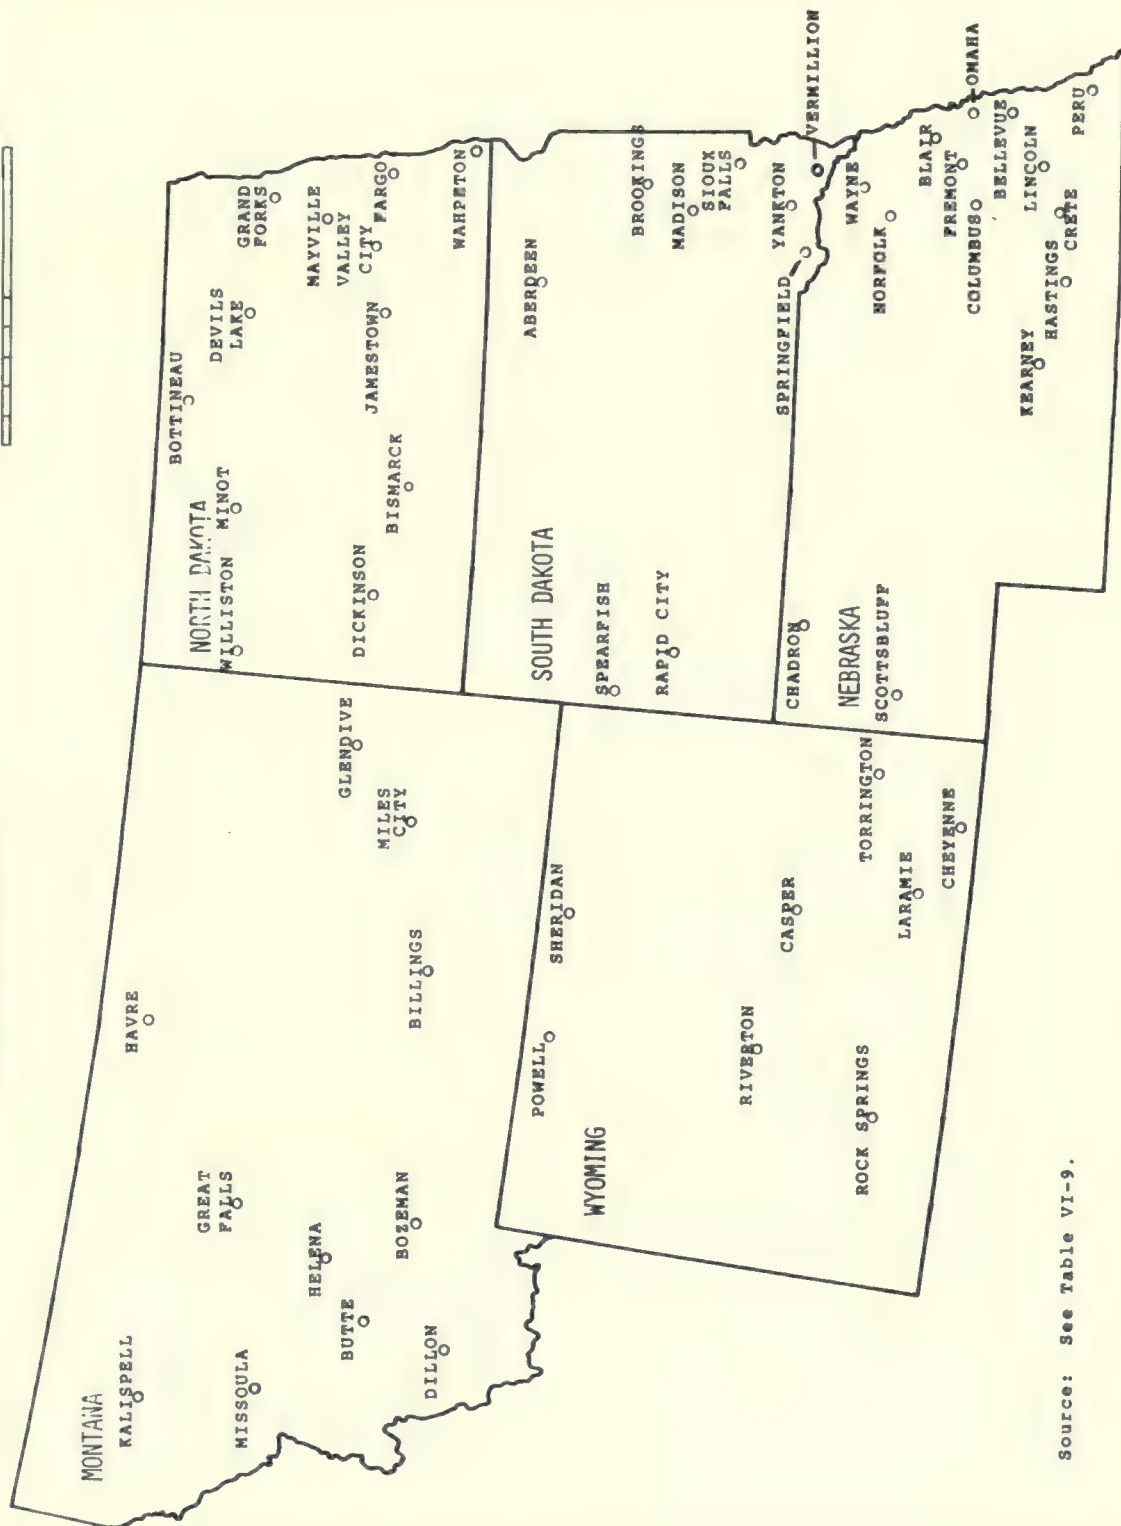 MONTANA
KALISPELL
MISSOULA
GREAT
FALLS
HELENA
BUTTE
DILLON
BOZEMAN
HAVRE
BILLINGS
MILES
CITY
GLENDIVE
NORTH DAKOTA
WILLISTON
MINOT
BOTTINEAU
DEVILS
LAKE
GRAND
FORKS
MAYVILLE
VALLEY
CITY
FARGO
JAMESTOWN
BISMARCK
DICKINSON
WAHPETON
WYOMING
POWELL
SHERIDAN
RIVERTON
CASPER
ROCK SPRINGS
LARAMIE
TORRINGTON
CHEYENNE
SOUTH DAKOTA
SPEARFISH
RAPID CITY
ABERDEEN
BROOKINGS
MADISON
SIOUX
FALLS
YANKTON
SPRINGFIELD
VERMILLION
NEBRASKA
CHADRON
SCOTTSBLUFF
WAYNE
NORFOLK
BLAIR
FREMONT
COLUMBUS
OMAHA
BELLEVUE
LINCOLN
CRETE
HASTINGS
KEARNEY
PERU
Source: See Table VI-9.